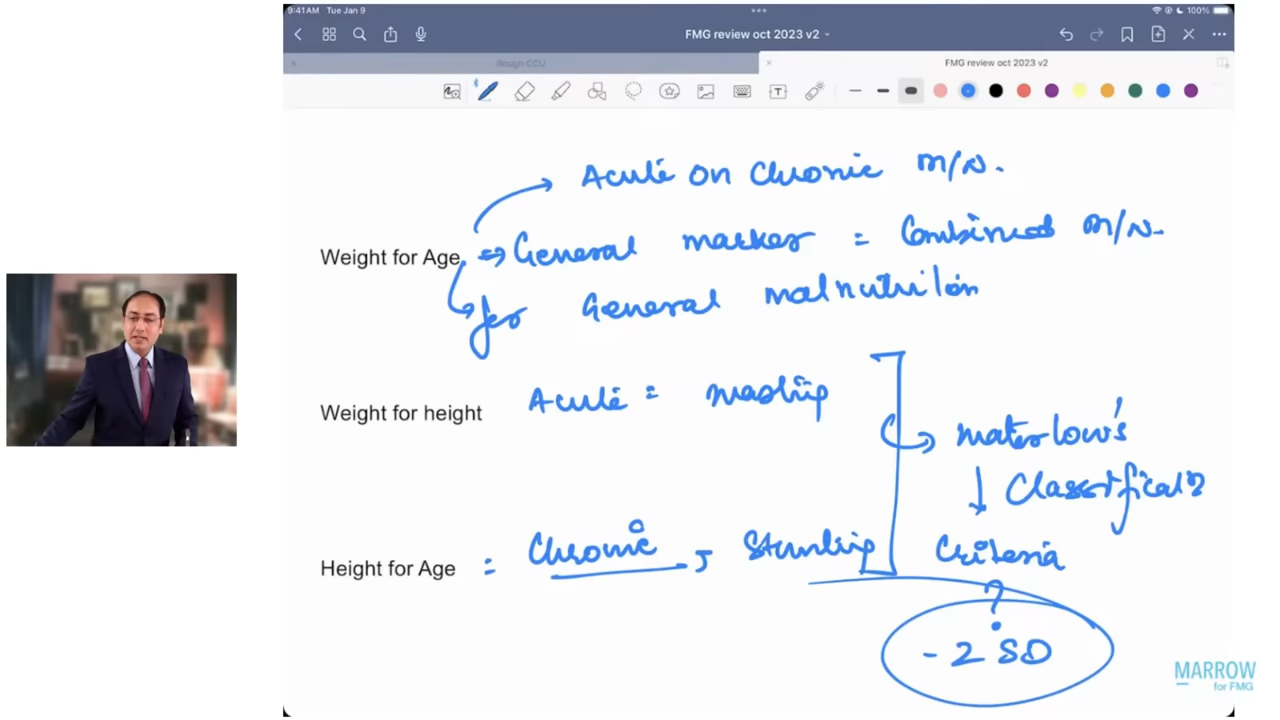 9:41 AM Tue Jan 9
100%
FMG review oct 2023 v2
Rough CCU
FMG review oct 2023 v2
Acute on Chronic M/N.
Weight for Age ⇒ General marker = Combined M/N.
for General malnutrition
Weight for height Acute = wasting
waterlow's
↓ Classificatn
Height for Age = Chronic, Stunting
Criteria
?
- 2 SD
MARROW
for FMG